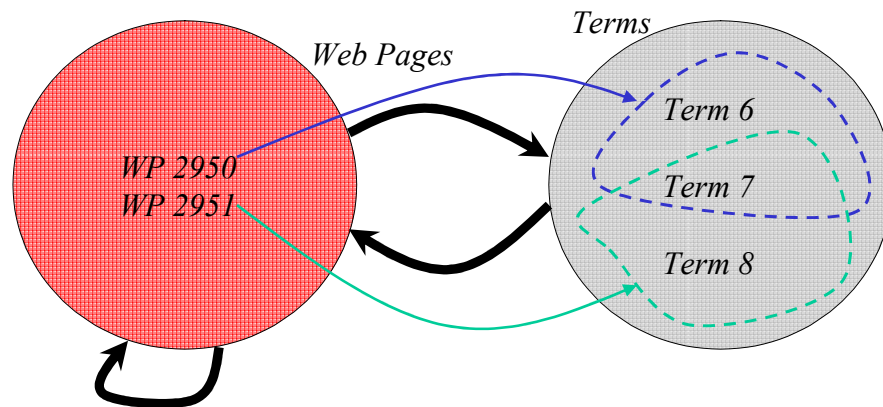 Web Pages
Terms
WP 2950
WP 2951
Term 6
Term 7
Term 8